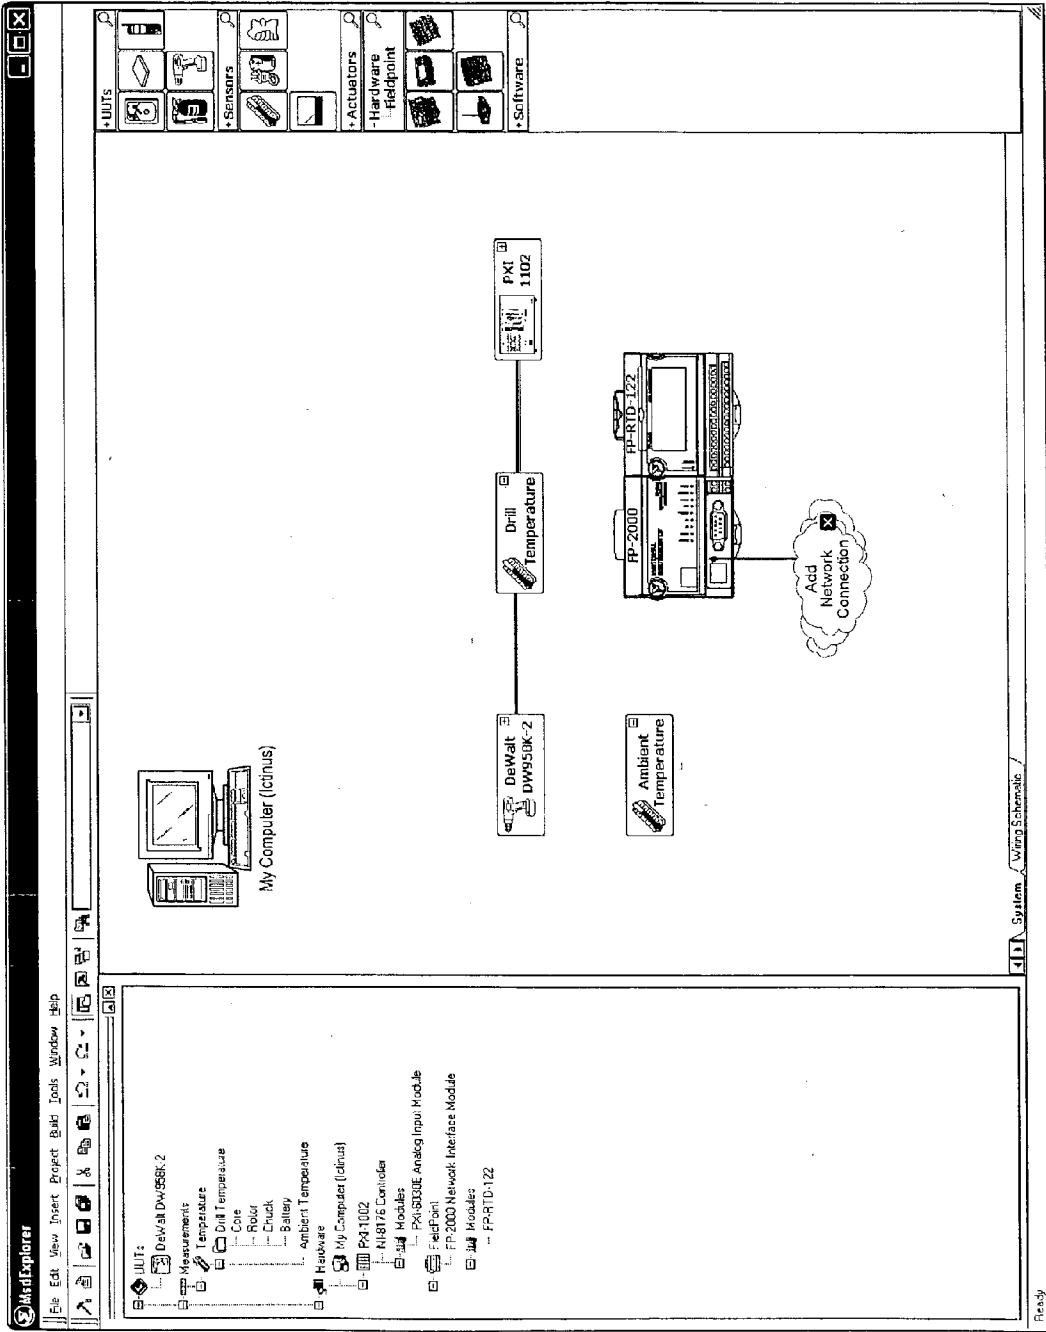 MsdExplorer
File Edit View Insert Project Build Tools Window Help
UUTs
DeWalt DW958K-2
Measurements
Temperature
Drill Temperature
Core
Rotor
Chuck
Battery
Ambient Temperature
Hardware
My Computer (Ictinus)
PXI-1002
NI-8176 Controller
Modules
PXI-6030E Analog Input Module
FieldPoint
FP-2000 Network Interface Module
Modules
FP-RTD-122
My Computer (Ictinus)
DeWalt
DW958K-2
Drill
Temperature
PXI
1102
Ambient
Temperature
FP-2000
FP-RTD-122
Add
Network
Connection
System
Wiring Schematic
+ UUTs
+ Sensors
+ Actuators
- Hardware
Fieldpoint
+ Software
Ready